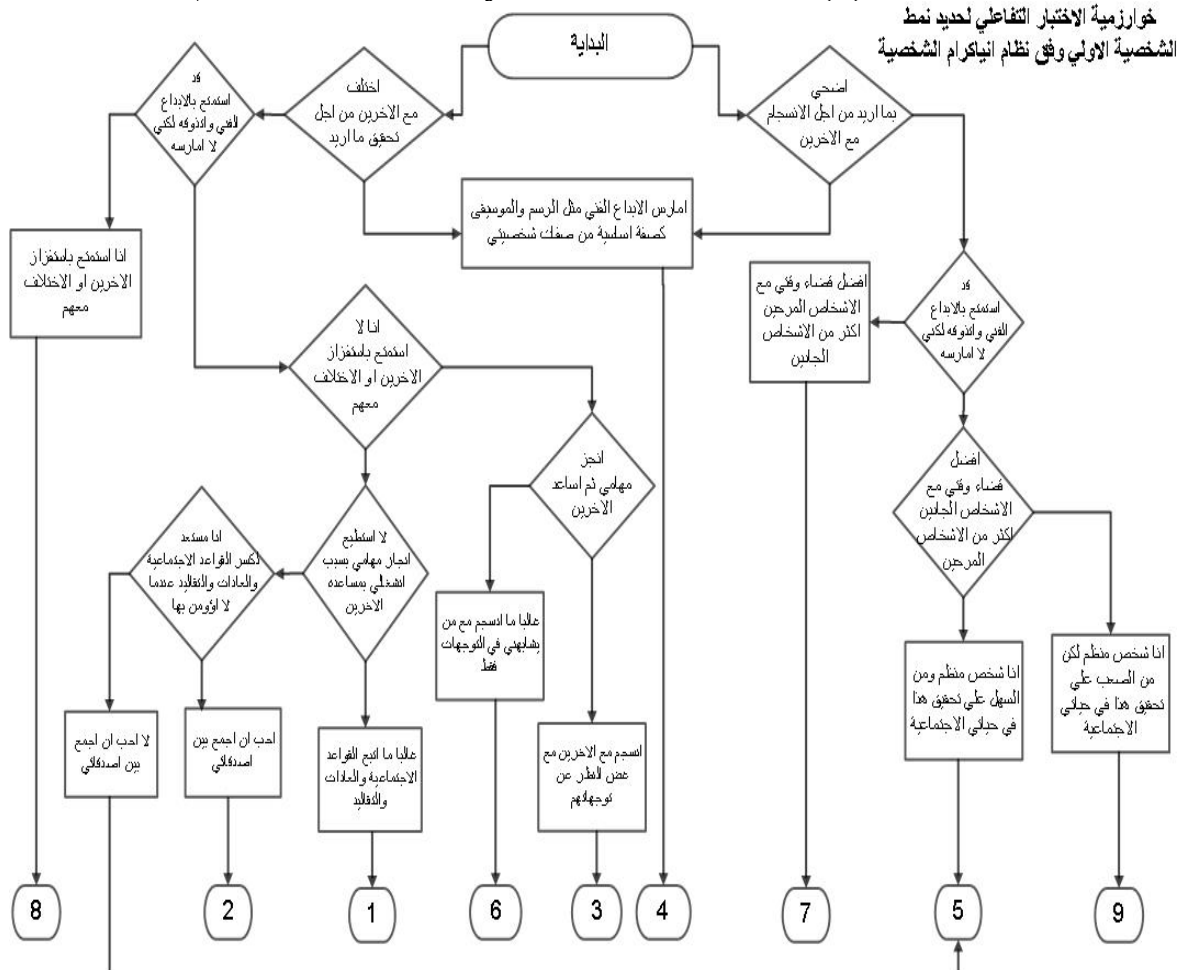 خوارزمية الاختبار التفاعلي لحديد نمط
الشخصية الاولي وفق نظام انياكرام الشخصية
البداية
اضحي
بما اريد من اجل الانسجام
مع الاخرين
اختلف
مع الاخرين من اجل
تحقيق ما اريد
قد
استمتع بالابداع
الفني واتذوقه لكني
لا امارسه
امارس الابداع الفني مثل الرسم والموسيقى
كصفة اساسية من صفات شخصيتي
انا استمتع باستفزاز
الاخرين او الاختلاف
معهم
افضل قضاء وقتي مع
الاشخاص المرحين
اكثر من الاشخاص
الجادين
قد
استمتع بالابداع
الفني واتذوقه لكني
لا امارسه
انا لا
استمتع باستفزاز
الاخرين او الاختلاف
معهم
انجز
مهامي ثم اساعد
الاخرين
افضل
قضاء وقتي مع
الاشخاص الجادين
اكثر من الاشخاص
المرحين
انا مستعد
لكسر القواعد الاجتماعية
والعادات والتقاليد عندما
لا اؤومن بها
لا استطيع
انجاز مهامي بسبب
انشغلي بمساعده
الاخرين
غالبا ما انسجم مع من
يشابهني في التوجهات
فقط
انا شخص منظم ومن
السهل علي تحقيق هذا
في حياتي الاجتماعية
انا شخص منظم لكن
من الصعب علي
تحقيق هذا في حياتي
الاجتماعية
لا احب ان اجمع
بين اصدقائي
احب ان اجمع بين
اصدقائي
غالبا ما اتبع القواعد
الاجتماعية والعادات
والتقاليد
انسجم مع الاخرين مع
غض النظر عن
توجهاتهم
8
2
1
6
3
4
7
5
9